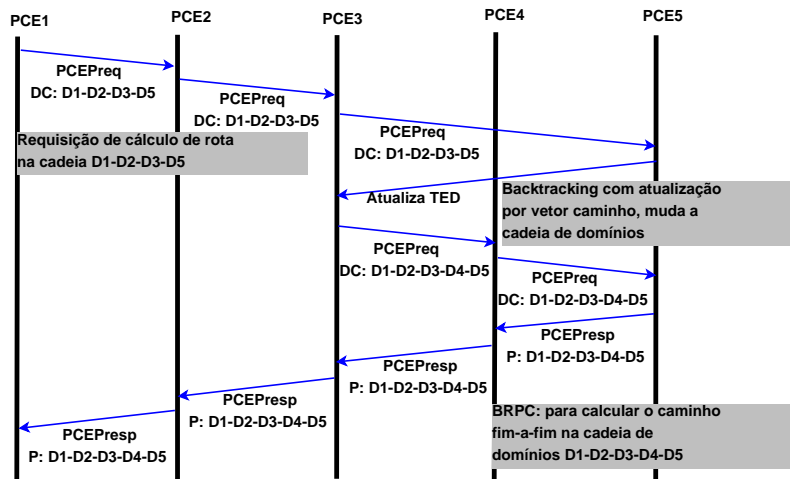 PCE1
PCE2
PCE3
PCE4
PCE5
PCEPreq
DC: D1-D2-D3-D5
PCEPreq
DC: D1-D2-D3-D5
PCEPreq
DC: D1-D2-D3-D5
Requisição de cálculo de rota
na cadeia D1-D2-D3-D5
Atualiza TED
Backtracking com atualização
por vetor caminho, muda a
cadeia de domínios
PCEPreq
DC: D1-D2-D3-D4-D5
PCEPreq
DC: D1-D2-D3-D4-D5
PCEPresp
P: D1-D2-D3-D4-D5
PCEPresp
P: D1-D2-D3-D4-D5
PCEPresp
P: D1-D2-D3-D4-D5
PCEPresp
P: D1-D2-D3-D4-D5
BRPC: para calcular o caminho
fim-a-fim na cadeia de
domínios D1-D2-D3-D4-D5